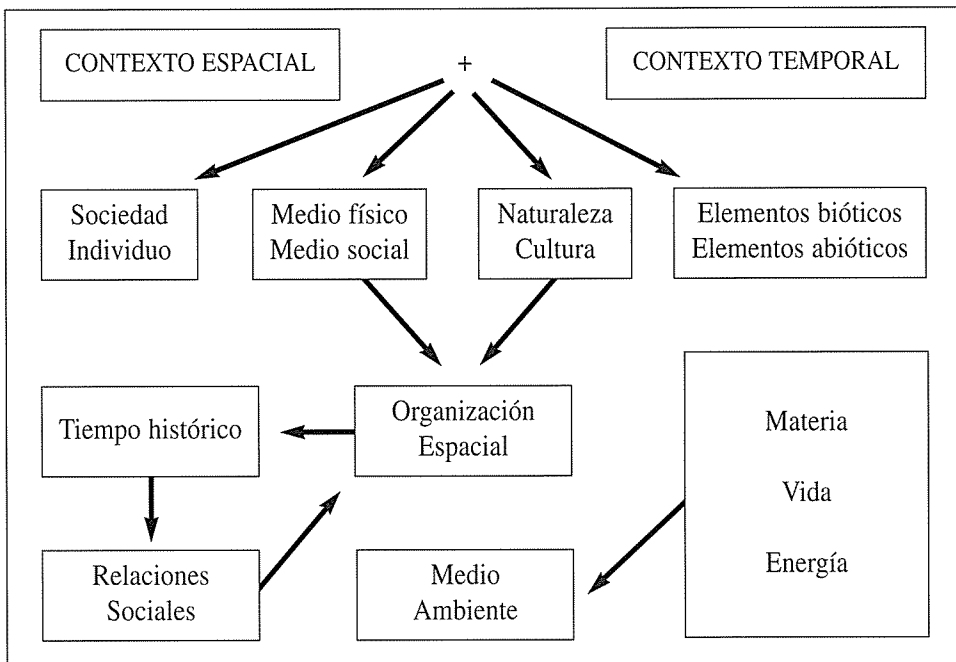 CONTEXTO ESPACIAL
+
CONTEXTO TEMPORAL
Sociedad
Individuo
Medio físico
Medio social
Naturaleza
Cultura
Elementos bióticos
Elementos abióticos
Tiempo histórico
Organización
Espacial
Materia
Vida
Energía
Relaciones
Sociales
Medio
Ambiente